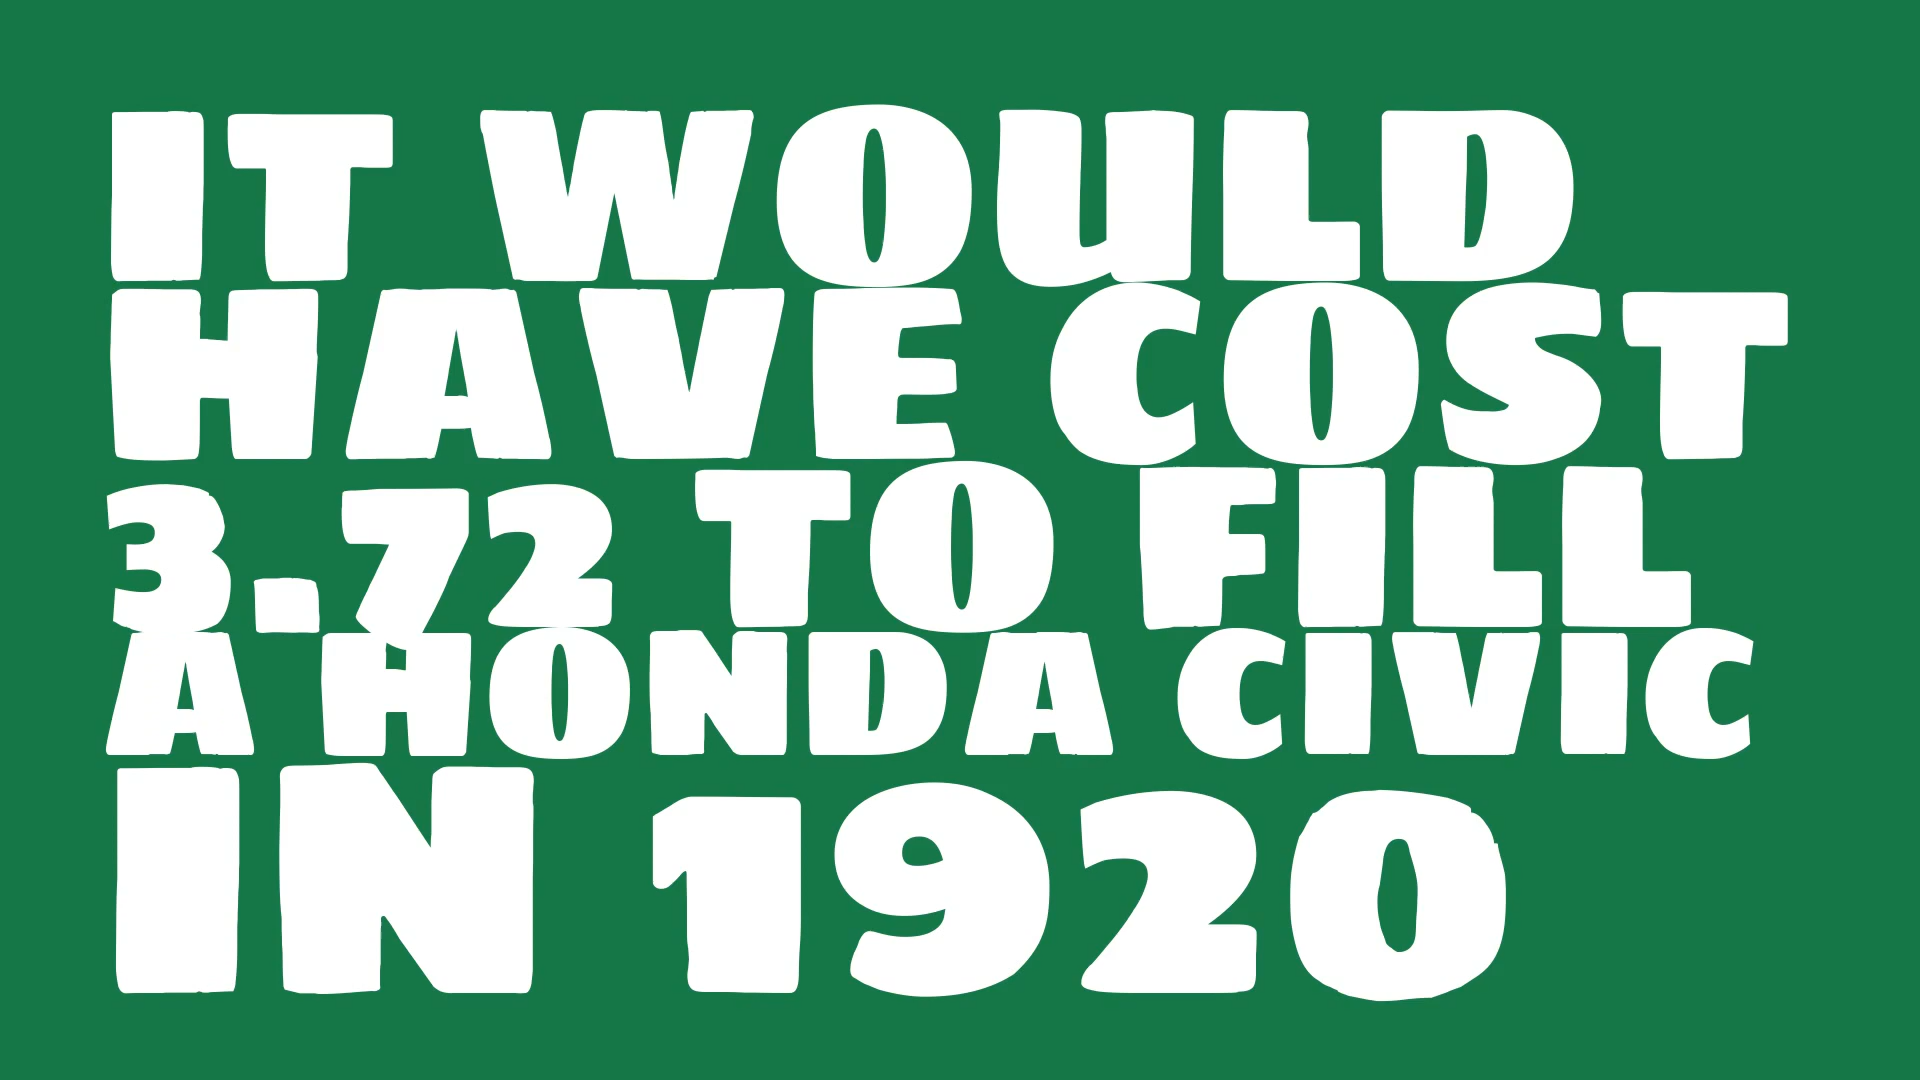 IT WOULD
HAVE COST
3.72 TO FILL
A HONDA CIVIC
IN 1920